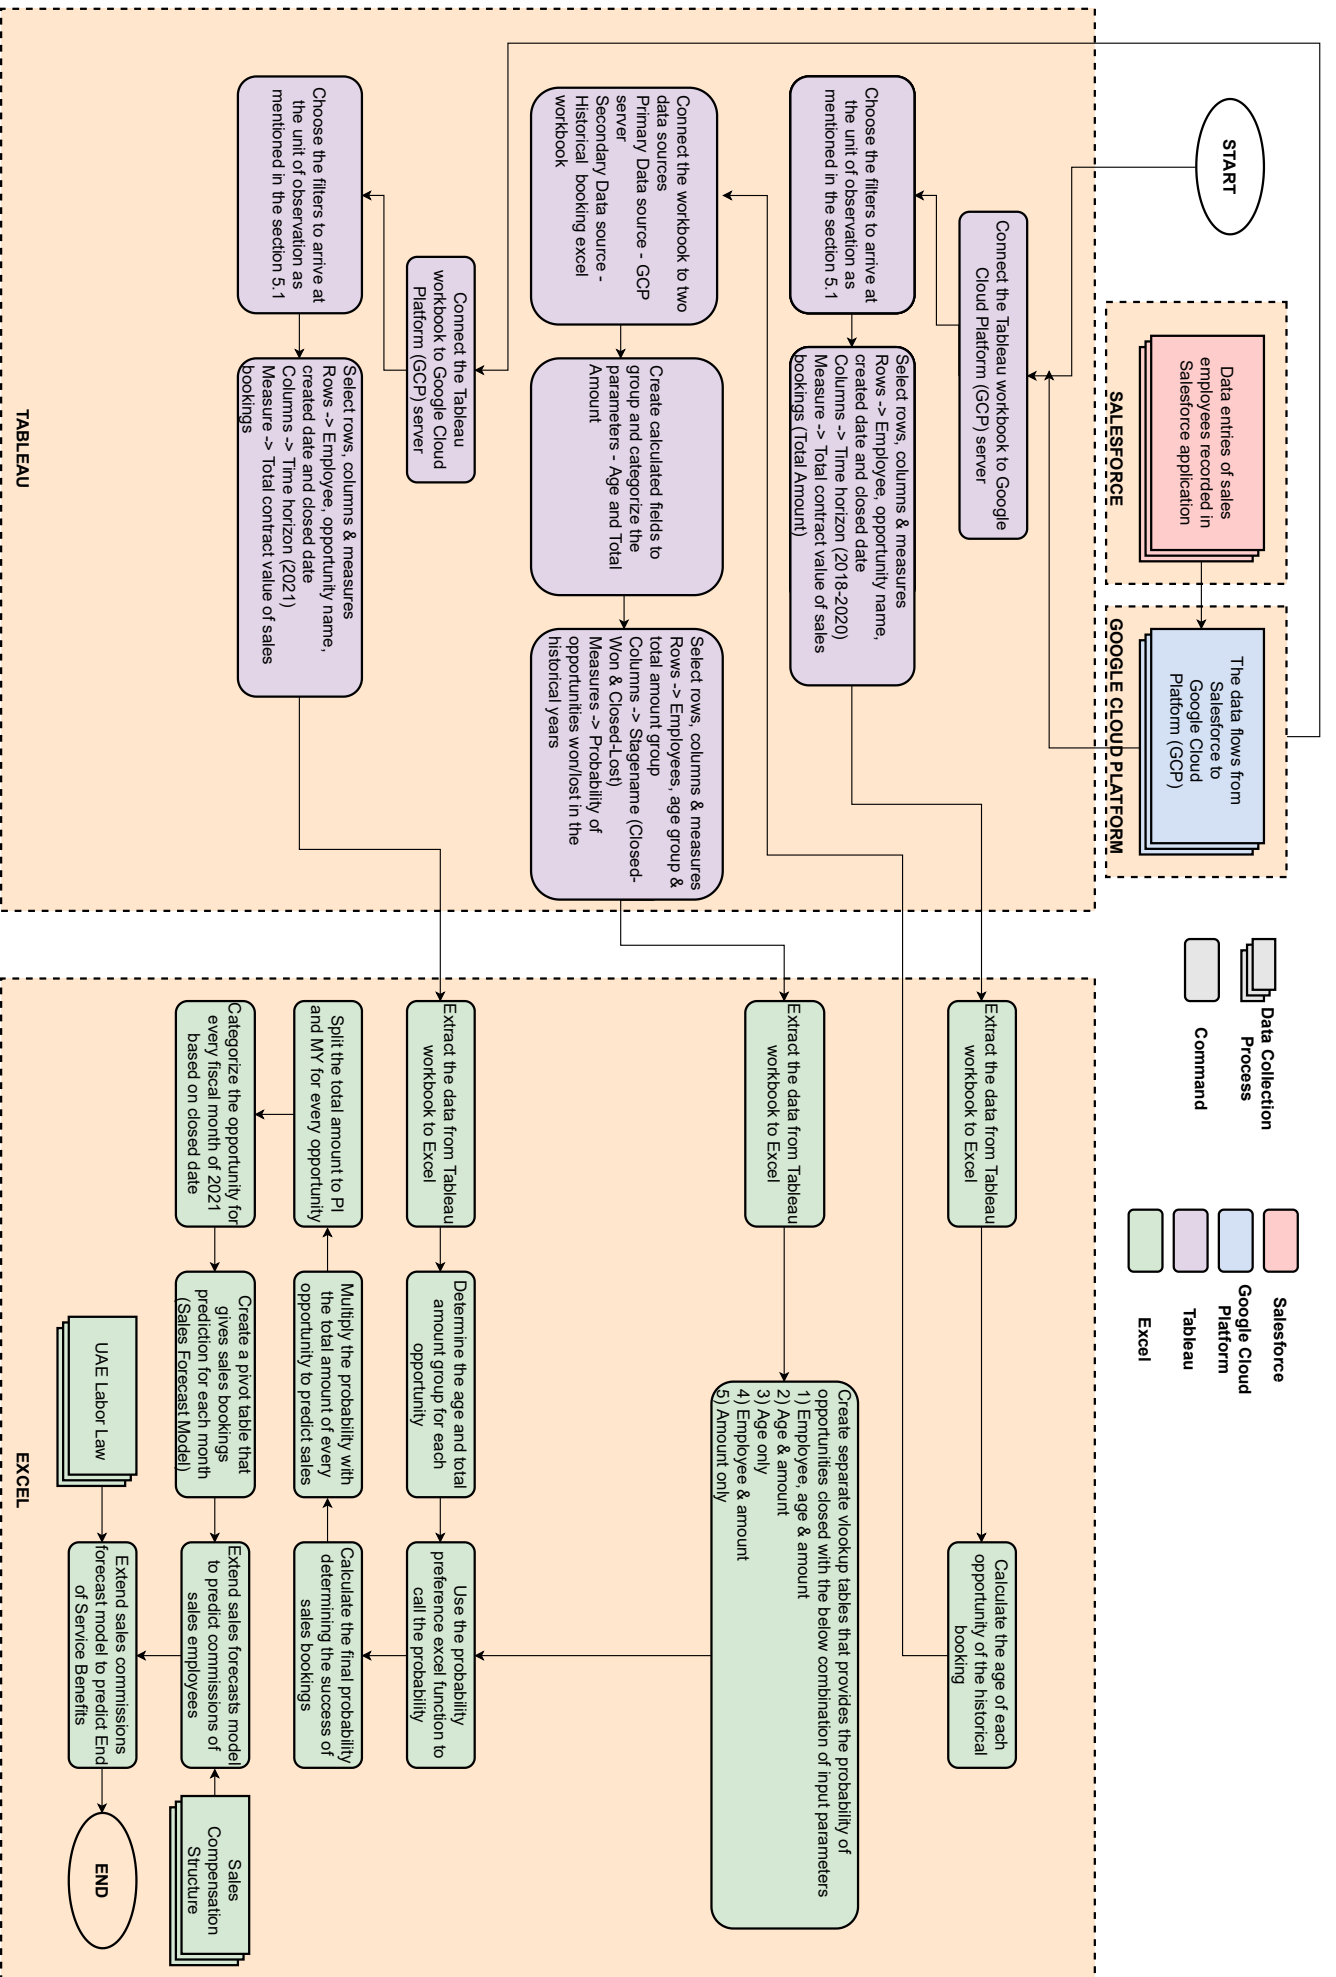 START
Data entries of sales
employees recorded in
Salesforce application
SALESFORCE
The data flows from
Salesforce to
Google Cloud
Platform (GCP)
GOOGLE CLOUD PLATFORM
Data Collection
Process
Command
Salesforce
Google Cloud
Platform
Tableau
Excel
Connect the Tableau workbook to Google
Cloud Platform (GCP) server
Choose the filters to arrive at
the unit of observation as
mentioned in the section 5.1
Select rows, columns & measures
Rows -> Employee, opportunity name,
created date and closed date
Columns -> Time horizon (2018-2020)
Measure -> Total contract value of sales
bookings (Total Amount)
Extract the data from Tableau
workbook to Excel
Calculate the age of each
opportunity of the historical
booking
Connect the workbook to two
data sources
Primary Data source - GCP
server
Secondary Data source -
Historical booking excel
workbook
Create calculated fields to
group and categorize the
parameters - Age and Total
Amount
Select rows, columns & measures
Rows -> Employees, age group &
total amount group
Columns -> Stagename (Closed-
Won & Closed-Lost)
Measures -> Probability of
opportunities won/lost in the
historical years
Extract the data from Tableau
workbook to Excel
Create separate vlookup tables that provides the probability of
opportunities closed with the below combination of input parameters
1) Employee, age & amount
2) Age & amount
3) Age only
4) Employee & amount
5) Amount only
Connect the Tableau
workbook to Google Cloud
Platform (GCP) server
Choose the filters to arrive at
the unit of observation as
mentioned in the section 5.1
Select rows, columns & measures
Rows -> Employee, opportunity name,
created date and closed date
Columns -> Time horizon (2021)
Measure -> Total contract value of sales
bookings
Extract the data from Tableau
workbook to Excel
Determine the age and total
amount group for each
opportunity
Use the probability
preference excel function to
call the probability
Split the total amount to PI
and MY for every opportunity
Multiply the probability with
the total amount of every
opportunity to predict sales
Calculate the final probability
determining the success of
sales bookings
Categorize the opportunity for
every fiscal month of 2021
based on closed date
Create a pivot table that
gives sales bookings
prediction for each month
(Sales Forecast Model)
Extend sales forecasts model
to predict commissions of
sales employees
Sales
Compensation
Structure
UAE Labor Law
Extend sales commissions
forecast model to predict End
of Service Benefits
END
TABLEAU
EXCEL